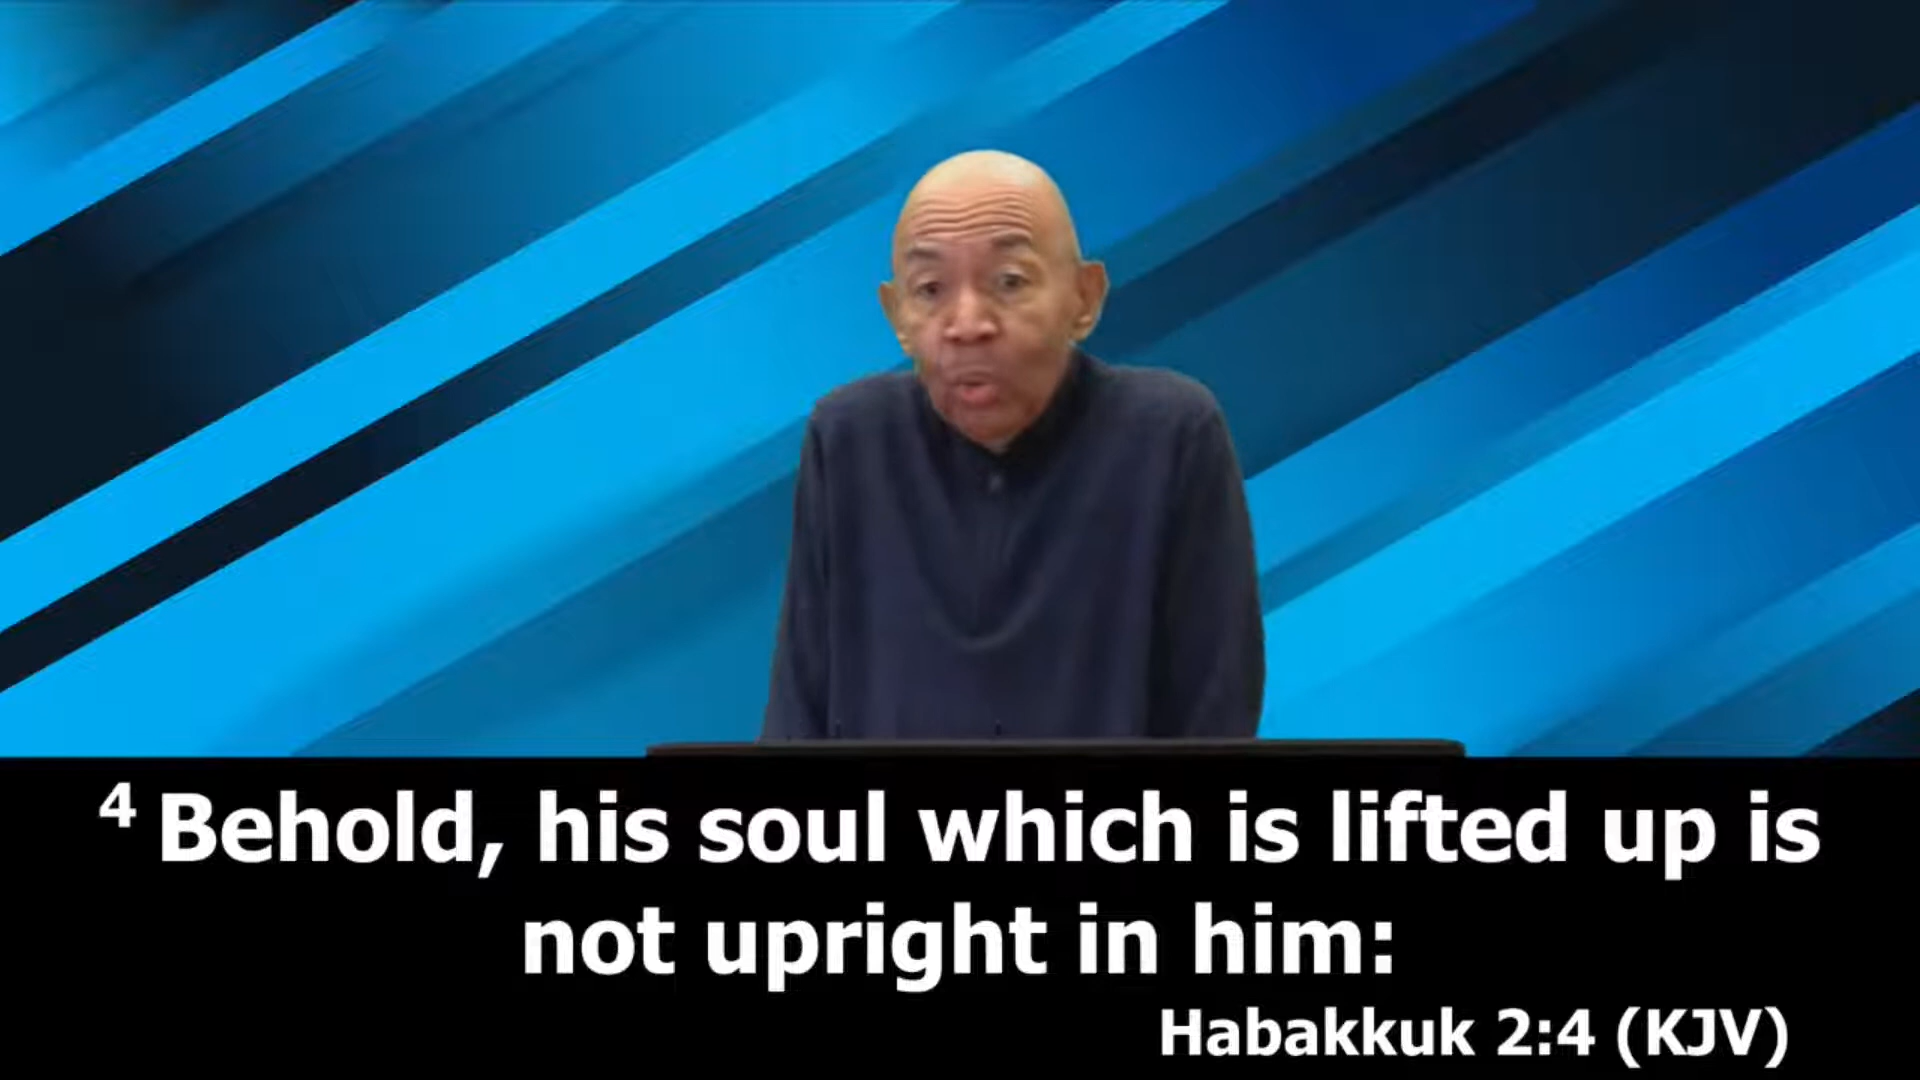 4 Behold, his soul which is lifted up is
not upright in him:
Habakkuk 2:4 (KJV)